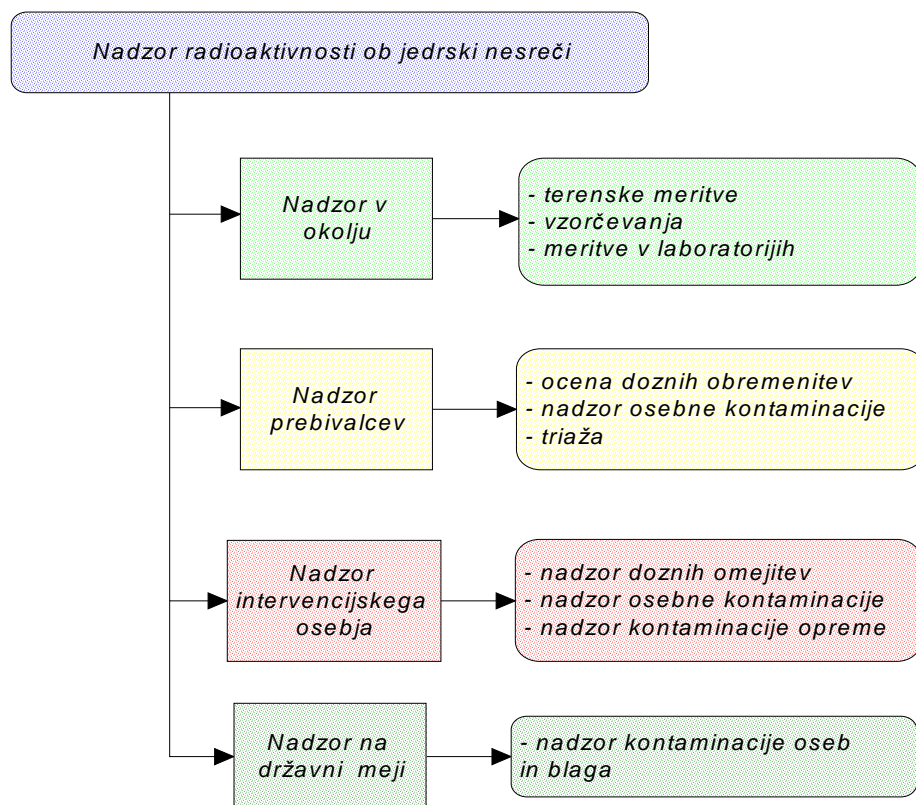 Nadzor radioaktivnosti ob jedrski nesreči
Nadzor v
okolju
- terenske meritve
- vzorčevanja
- meritve v laboratorijih
Nadzor
prebivalcev
- ocena doznih obremenitev
- nadzor osebne kontaminacije
- triaža
Nadzor
intervencijskega
osebja
- nadzor doznih omejitev
- nadzor osebne kontaminacije
- nadzor kontaminacije opreme
Nadzor na
državni meji
- nadzor kontaminacije oseb
in blaga